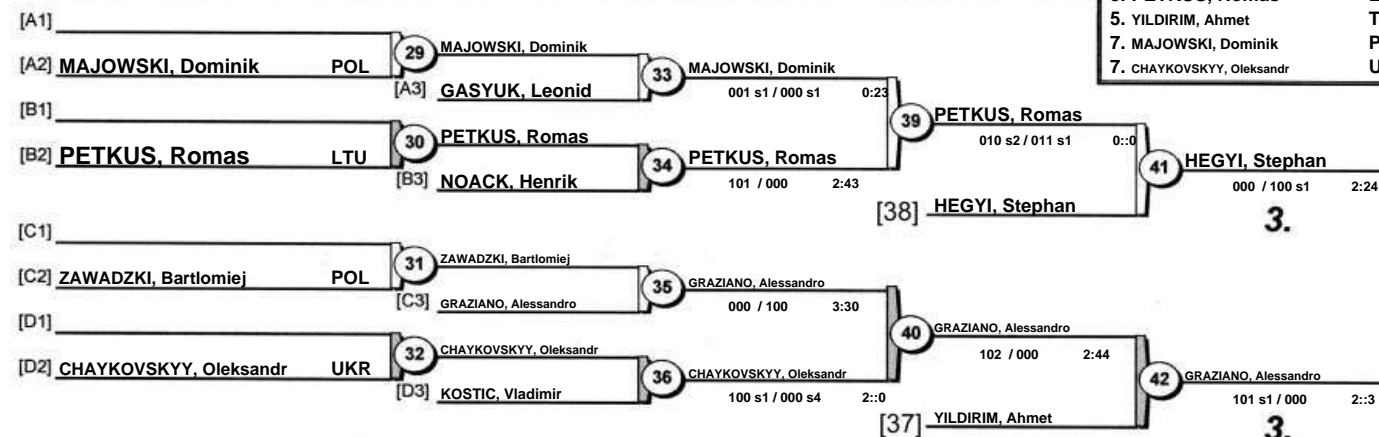 5. YILDIRIM, Ahmet T
7. MAJOWSKI, Dominik P
7. CHAYKOVSKYY, Oleksandr U
[A1]
29 MAJOWSKI, Dominik
[A2] MAJOWSKI, Dominik POL
33 MAJOWSKI, Dominik
[A3] GASYUK, Leonid
001 s1 / 000 s1 0:23
[B1]
39 PETKUS, Romas
30 PETKUS, Romas
010 s2 / 011 s1 0::0
[B2] PETKUS, Romas LTU
34 PETKUS, Romas
41 HEGYI, Stephan
[B3] NOACK, Henrik
101 / 000 2:43
000 / 100 s1 2:24
[38] HEGYI, Stephan
3.
[C1]
31 ZAWADZKI, Bartlomiej
[C2] ZAWADZKI, Bartlomiej POL
35 GRAZIANO, Alessandro
[C3] GRAZIANO, Alessandro
000 / 100 3:30
[D1]
40 GRAZIANO, Alessandro
32 CHAYKOVSKYY, Oleksandr
102 / 000 2:44
[D2] CHAYKOVSKYY, Oleksandr UKR
36 CHAYKOVSKYY, Oleksandr
42 GRAZIANO, Alessandro
[D3] KOSTIC, Vladimir
100 s1 / 000 s4 2::0
101 s1 / 000 2::3
[37] YILDIRIM, Ahmet
3.